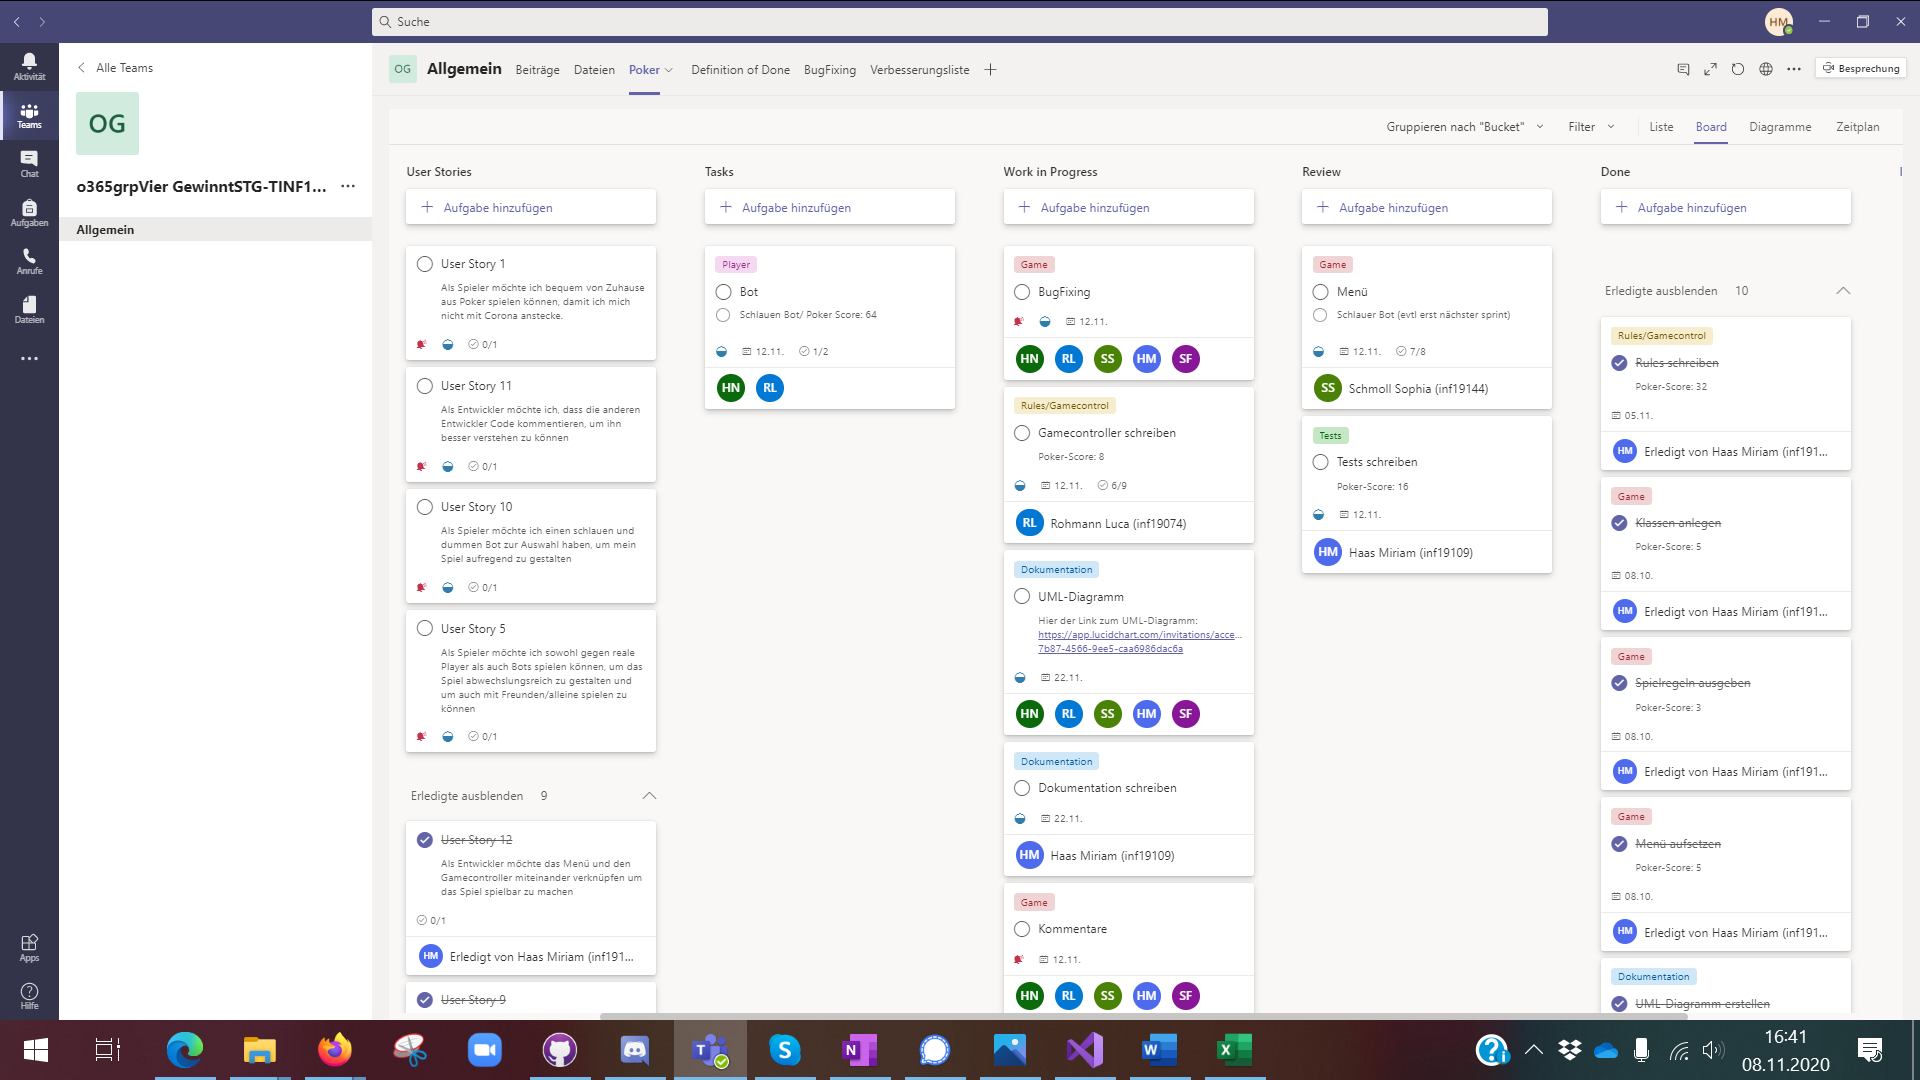 Suche
HM
Aktivität
Teams
Chat
Aufgaben
Anrufe
Dateien
Apps
Hilfe
Alle Teams
OG
o365grpVier GewinntSTG-TINF1...
Allgemein
OG
Allgemein
Beiträge
Dateien
Poker
Definition of Done
BugFixing
Verbesserungsliste
Besprechung
Gruppieren nach "Bucket"
Filter
Liste
Board
Diagramme
Zeitplan
User Stories
Aufgabe hinzufügen
User Story 1
Als Spieler möchte ich bequem von Zuhause
aus Poker spielen können, damit ich mich
nicht mit Corona anstecke.
0/1
User Story 11
Als Entwickler möchte ich, dass die anderen
Entwickler Code kommentieren, um ihn
besser verstehen zu können
0/1
User Story 10
Als Spieler möchte ich einen schlauen und
dummen Bot zur Auswahl haben, um mein
Spiel aufregend zu gestalten
0/1
User Story 5
Als Spieler möchte ich sowohl gegen reale
Player als auch Bots spielen können, um das
Spiel abwechslungsreich zu gestalten und
um auch mit Freunden/alleine spielen zu
können
0/1
Erledigte ausblenden 9
User Story 12
Als Entwickler möchte das Menü und den
Gamecontroller miteinander verknüpfen um
das Spiel spielbar zu machen
0/1
HM Erledigt von Haas Miriam (inf191...
User Story 9
Tasks
Aufgabe hinzufügen
Player
Bot
Schlauen Bot/ Poker Score: 64
12.11. 1/2
HN RL
Work in Progress
Aufgabe hinzufügen
Game
BugFixing
12.11.
HN RL SS HM SF
Rules/Gamecontrol
Gamecontroller schreiben
Poker-Score: 8
12.11. 6/9
RL Rohmann Luca (inf19074)
Dokumentation
UML-Diagramm
Hier der Link zum UML-Diagramm:
https://app.lucidchart.com/invitations/acce...
7b87-4566-9ee5-caa6986dac6a
22.11.
HN RL SS HM SF
Dokumentation
Dokumentation schreiben
22.11.
HM Haas Miriam (inf19109)
Game
Kommentare
12.11.
HN RL SS HM SF
Review
Aufgabe hinzufügen
Game
Menü
Schlauer Bot (evtl erst nächster sprint)
12.11. 7/8
SS Schmoll Sophia (inf19144)
Tests
Tests schreiben
Poker-Score: 16
12.11.
HM Haas Miriam (inf19109)
Done
Aufgabe hinzufügen
Erledigte ausblenden 10
Rules/Gamecontrol
Rules schreiben
Poker-Score: 32
05.11.
HM Erledigt von Haas Miriam (inf191...
Game
Klassen anlegen
Poker-Score: 5
08.10.
HM Erledigt von Haas Miriam (inf191...
Game
Spielregeln ausgeben
Poker-Score: 3
08.10.
HM Erledigt von Haas Miriam (inf191...
Game
Menü aufsetzen
Poker-Score: 5
08.10.
HM Erledigt von Haas Miriam (inf191...
Dokumentation
UML-Diagramm erstellen
16:41
08.11.2020